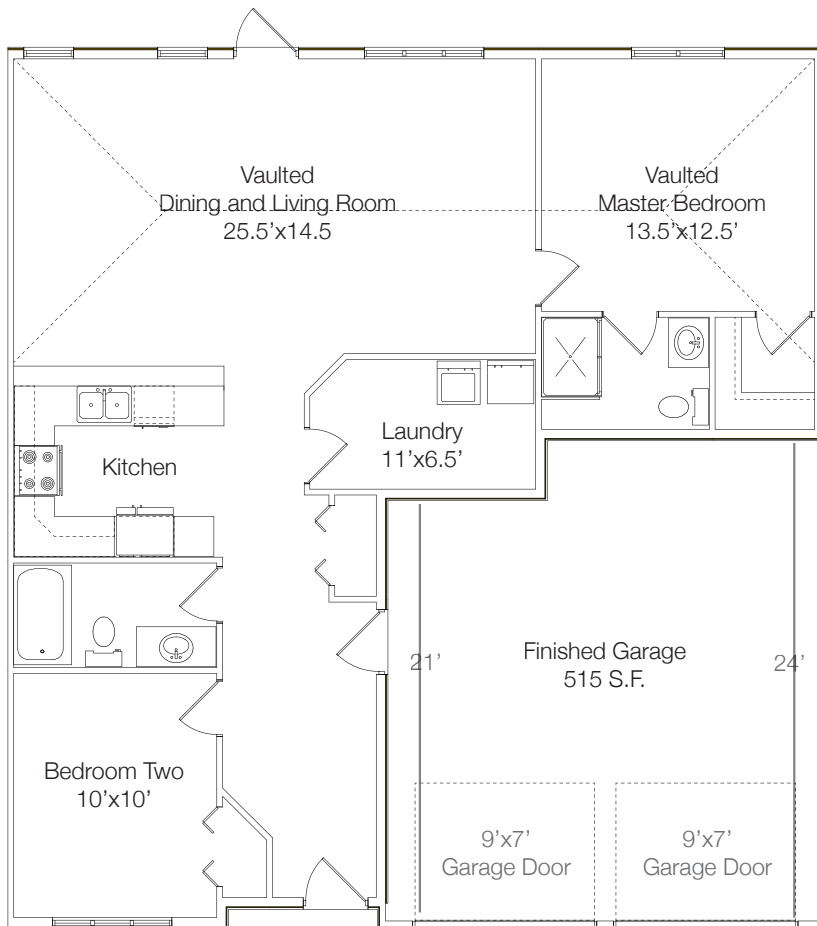 Vaulted
Dining and Living Room
25.5’x14.5
Vaulted
Master Bedroom
13.5’x12.5’
Laundry
11’x6.5’
Kitchen
Finished Garage
515 S.F.
21’
24’
Bedroom Two
10’x10’
9’x7’
Garage Door
9’x7’
Garage Door